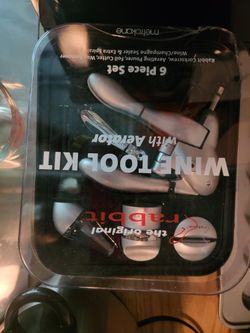 metrokane
the original
rabbit
WINE TOOL KIT
with Aerator
6 Piece Set
Rabbit Corkscrew, Aerating Pourer, Foil Cutter, Wine
Wine/Champagne Sealer & Extra Spiral